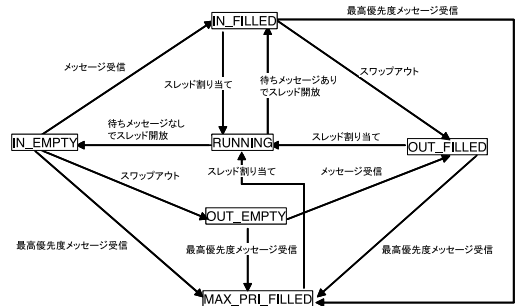 最高優先度メッセージ受信
IN_FILLED
メッセージ受信
スレッド割り当て
待ちメッセージあり
でスレッド開放
スワップアウト
待ちメッセージなし
でスレッド開放
スレッド割り当て
IN_EMPTY
RUNNING
OUT_FILLED
スワップアウト
スレッド割り当て
メッセージ受信
OUT_EMPTY
最高優先度メッセージ受信
最高優先度メッセージ受信
最高優先度メッセージ受信
MAX_PRI_FILLED